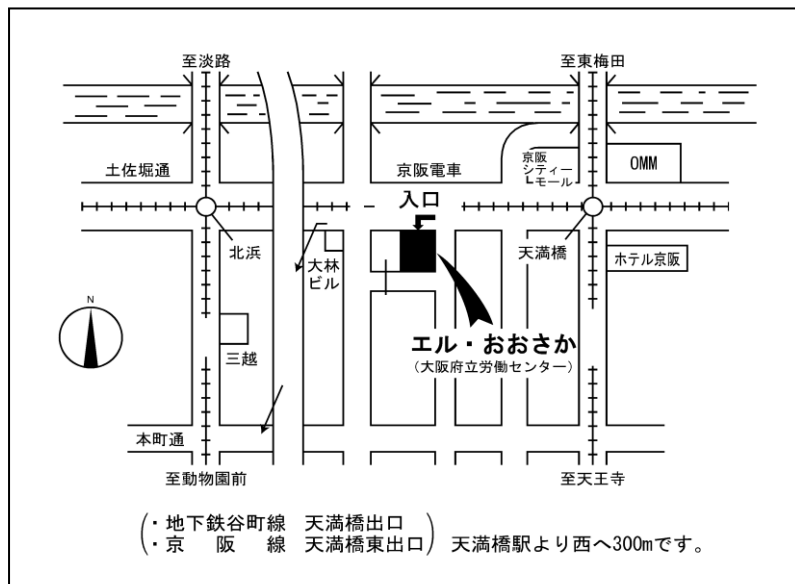 至淡路
至東梅田
土佐堀通
京阪電車
京阪
シティー
モール
OMM
入口
北浜
大林
ビル
天満橋
ホテル京阪
N
三越
エル・おおさか
(大阪府立労働センター)
本町通
至動物園前
至天王寺
・地下鉄谷町線 天満橋出口
・京阪線 天満橋東出口
天満橋駅より西へ300mです。